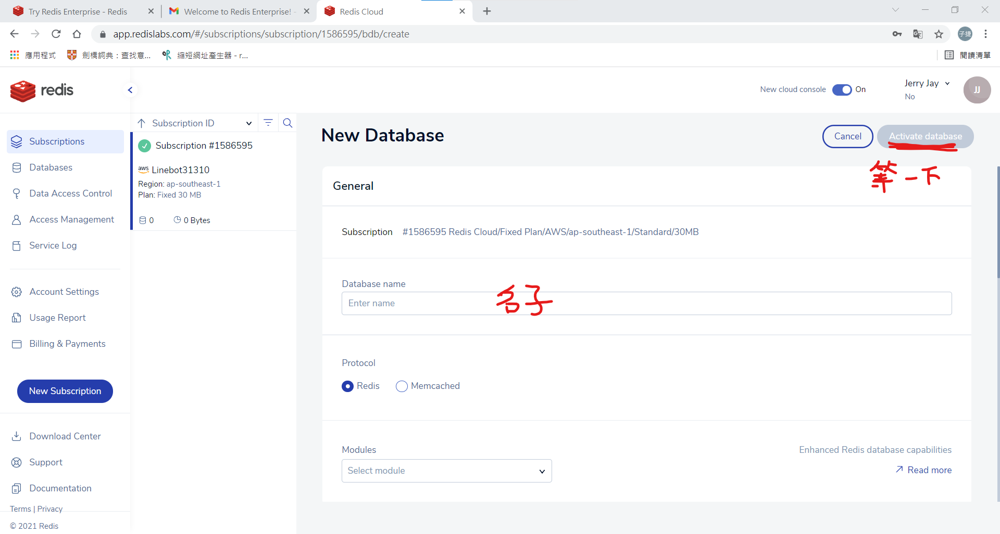 Try Redis Enterprise - Redis
Welcome to Redis Enterprise! -
Redis Cloud
app.redislabs.com/#/subscriptions/subscription/1586595/bdb/create
子捷
應用程式
劍橋詞典：查找意...
縮短網址產生器 - r...
閱讀清單
redis
New cloud console On
Jerry Jay
No
JJ
Subscriptions
Databases
Data Access Control
Access Management
Service Log
Account Settings
Usage Report
Billing & Payments
New Subscription
Download Center
Support
Documentation
Terms | Privacy
© 2021 Redis
Subscription ID
Subscription #1586595
aws Linebot31310
Region: ap-southeast-1
Plan: Fixed 30 MB
0 0 Bytes
New Database
Cancel
Activate database
一下
General
Subscription #1586595 Redis Cloud/Fixed Plan/AWS/ap-southeast-1/Standard/30MB
Database name
Enter name
名子
Protocol
Redis Memcached
Modules
Select module
Enhanced Redis database capabilities
Read more